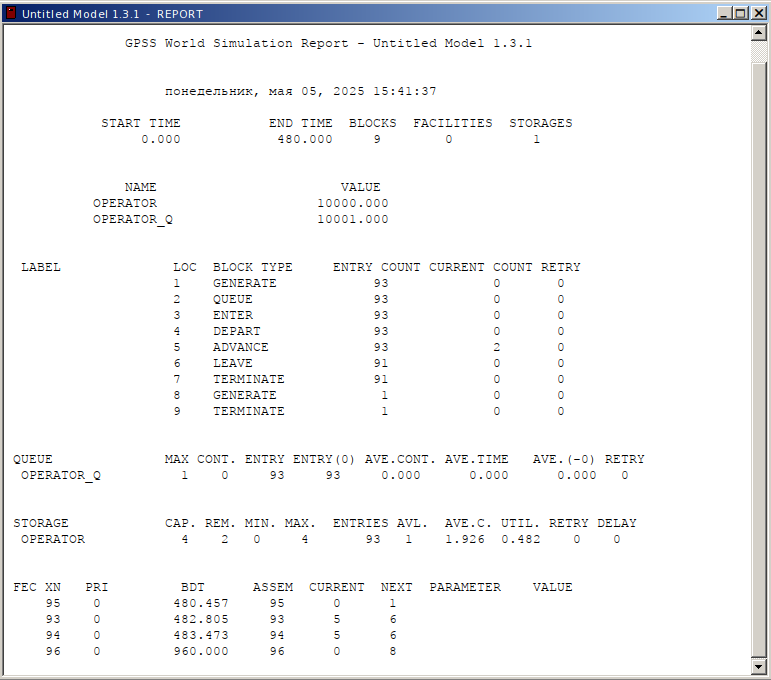 Untitled Model 1.3.1 - REPORT
GPSS World Simulation Report - Untitled Model 1.3.1
понедельник, мая 05, 2025 15:41:37
START TIME END TIME BLOCKS FACILITIES STORAGES
0.000 480.000 9 0 1
NAME VALUE
OPERATOR 10000.000
OPERATOR_Q 10001.000
LABEL LOC BLOCK TYPE ENTRY COUNT CURRENT COUNT RETRY
1 GENERATE 93 0 0
2 QUEUE 93 0 0
3 ENTER 93 0 0
4 DEPART 93 0 0
5 ADVANCE 93 2 0
6 LEAVE 91 0 0
7 TERMINATE 91 0 0
8 GENERATE 1 0 0
9 TERMINATE 1 0 0
QUEUE MAX CONT. ENTRY ENTRY(0) AVE.CONT. AVE.TIME AVE.(-0) RETRY
OPERATOR_Q 1 0 93 93 0.000 0.000 0.000 0
STORAGE CAP. REM. MIN. MAX. ENTRIES AVL. AVE.C. UTIL. RETRY DELAY
OPERATOR 4 2 0 4 93 1 1.926 0.482 0 0
FEC XN PRI BDT ASSEM CURRENT NEXT PARAMETER VALUE
95 0 480.457 95 0 1
93 0 482.805 93 5 6
94 0 483.473 94 5 6
96 0 960.000 96 0 8